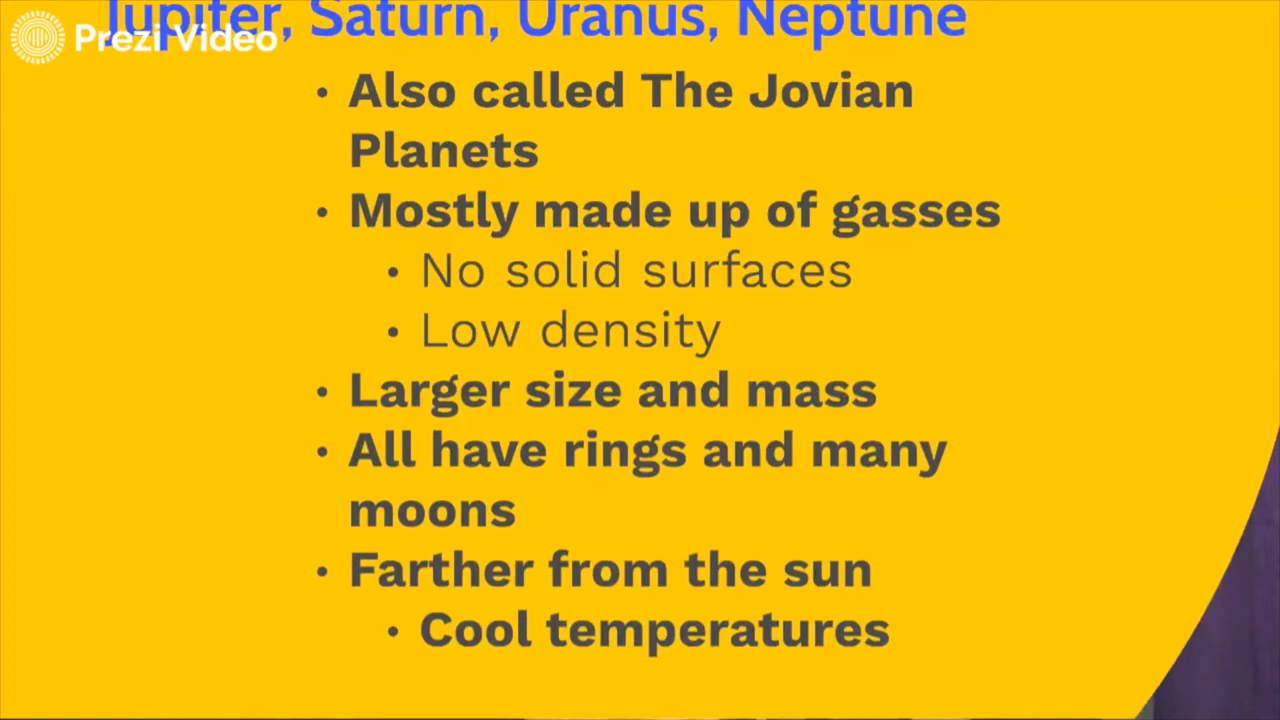 Jupiter, Saturn, Uranus, Neptune
Prezi Video
• Also called The Jovian
Planets
• Mostly made up of gasses
• No solid surfaces
• Low density
• Larger size and mass
• All have rings and many
moons
• Farther from the sun
• Cool temperatures